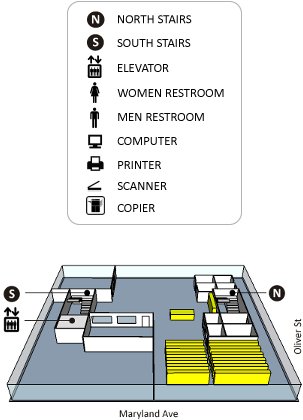 N NORTH STAIRS
S SOUTH STAIRS
ELEVATOR
WOMEN RESTROOM
MEN RESTROOM
COMPUTER
PRINTER
SCANNER
COPIER
S
N
Oliver St
Maryland Ave